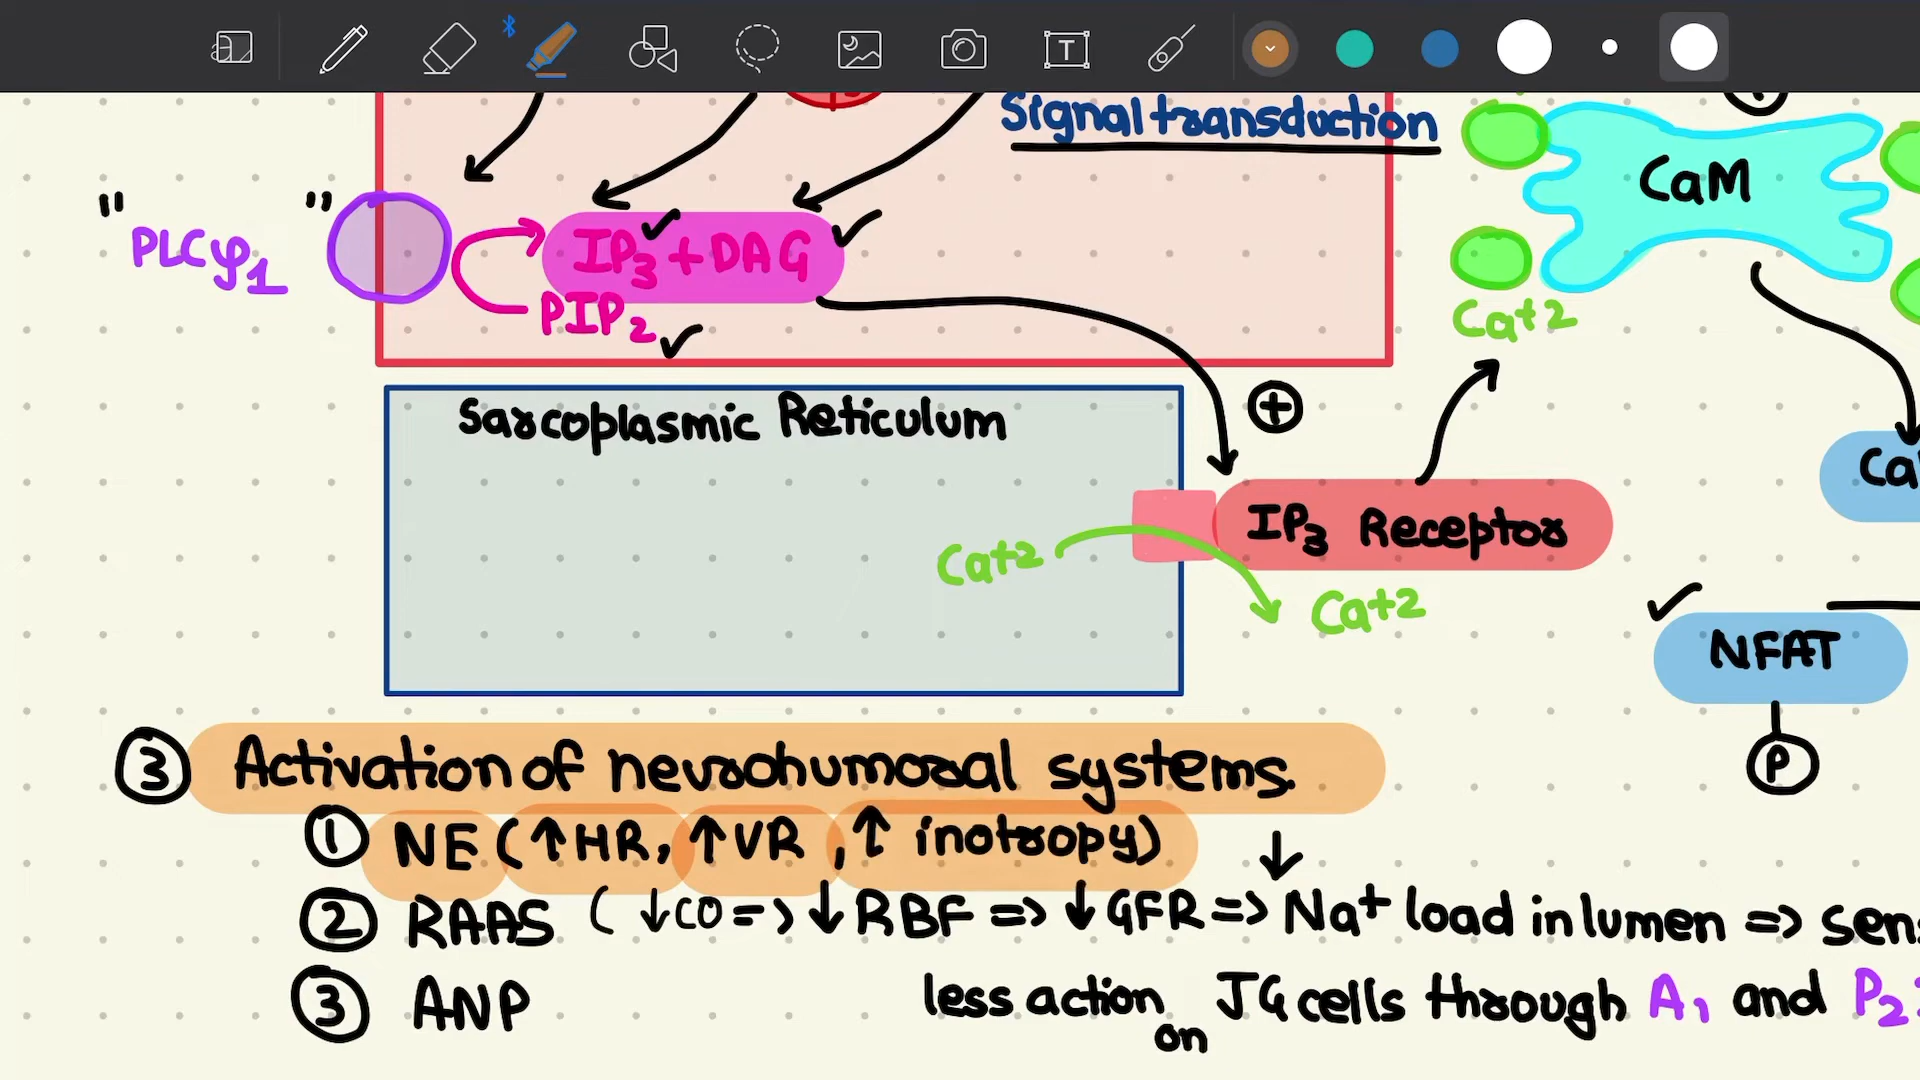 Signal transduction
CaM
" PLCφ1 "
IP3 + DAG
PIP2
Ca+2
Sarcoplasmic Reticulum
+
Ca
IP3 Receptor
Ca+2
Ca+2
NFAT
P
③ Activation of neurohumoral systems.
① NE (↑HR, ↑VR, ↑ inotropy)
② RAAS ( ↓CO => ↓RBF => ↓GFR => ↓ Na+ load in lumen => sens
③ ANP less action on JG cells through A1 and P2